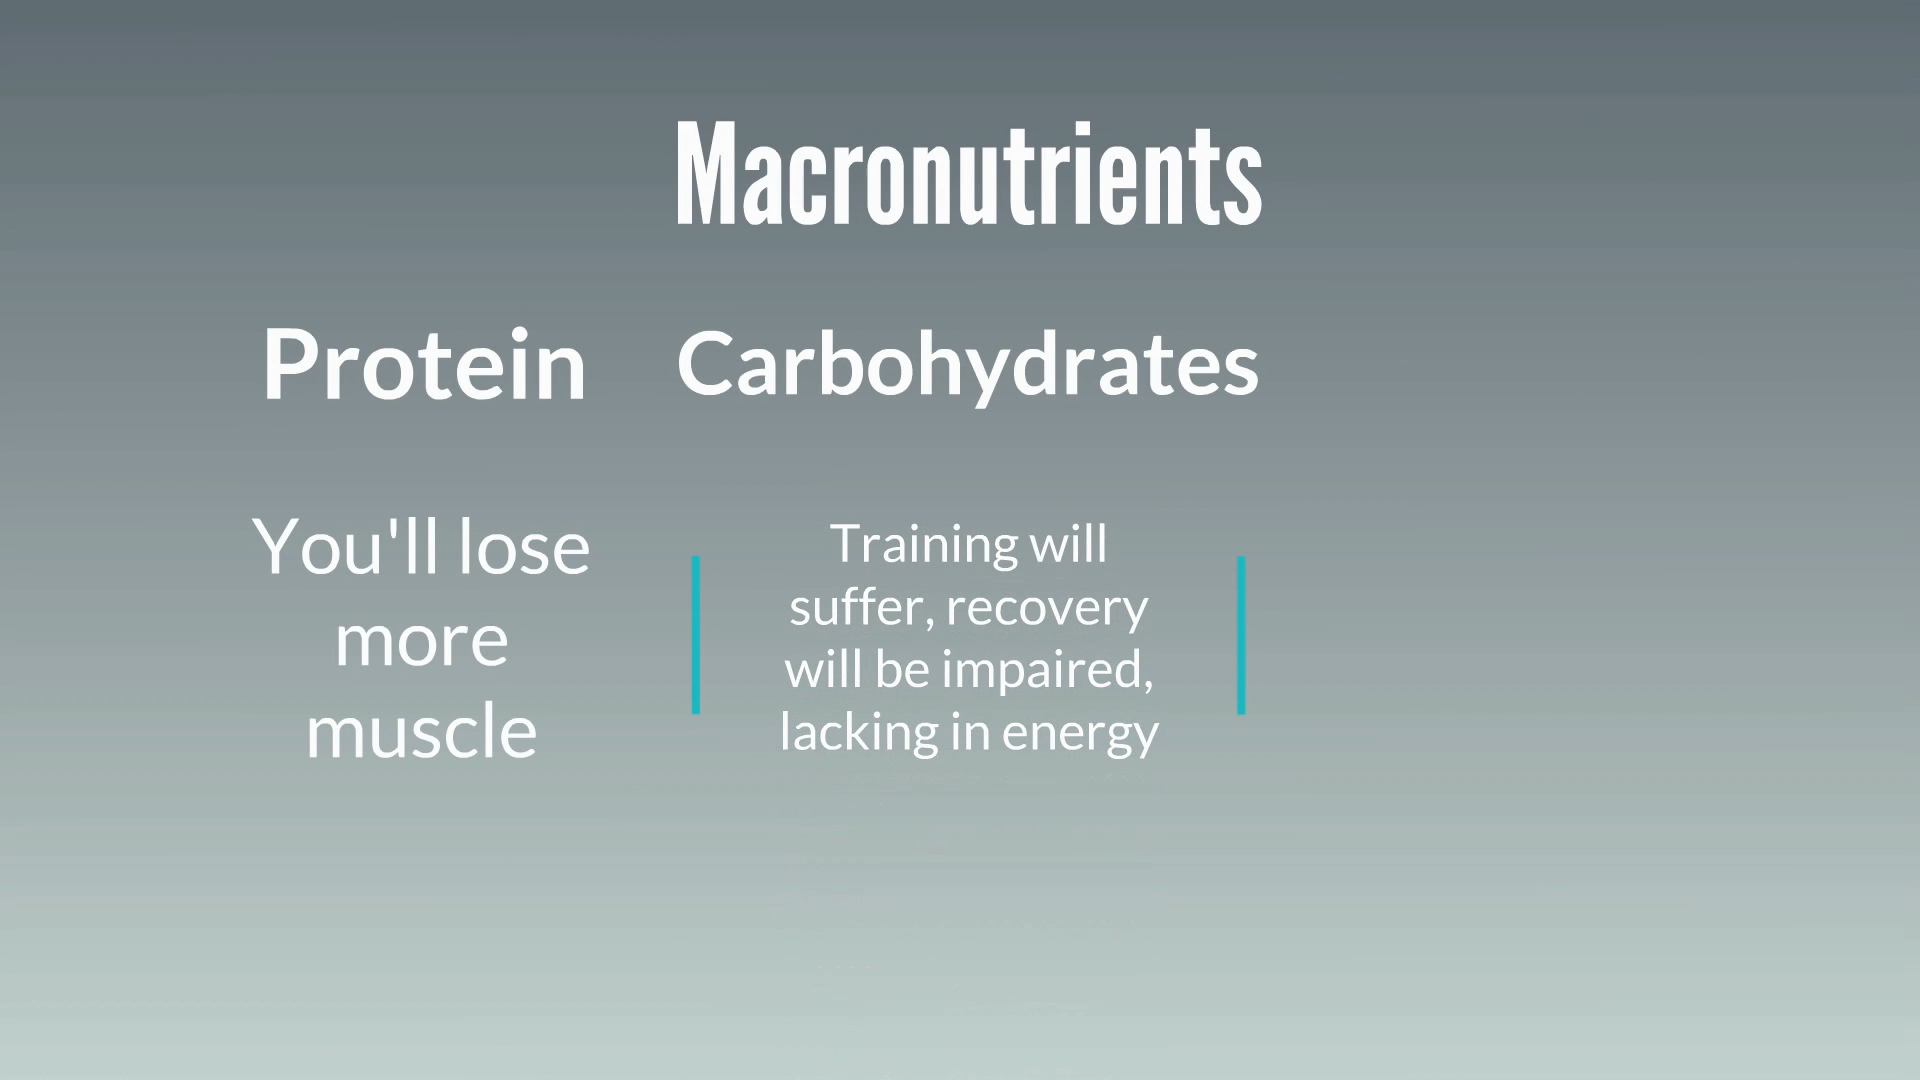 Macronutrients
Protein
Carbohydrates
You'll lose
more
muscle
Training will
suffer, recovery
will be impaired,
lacking in energy